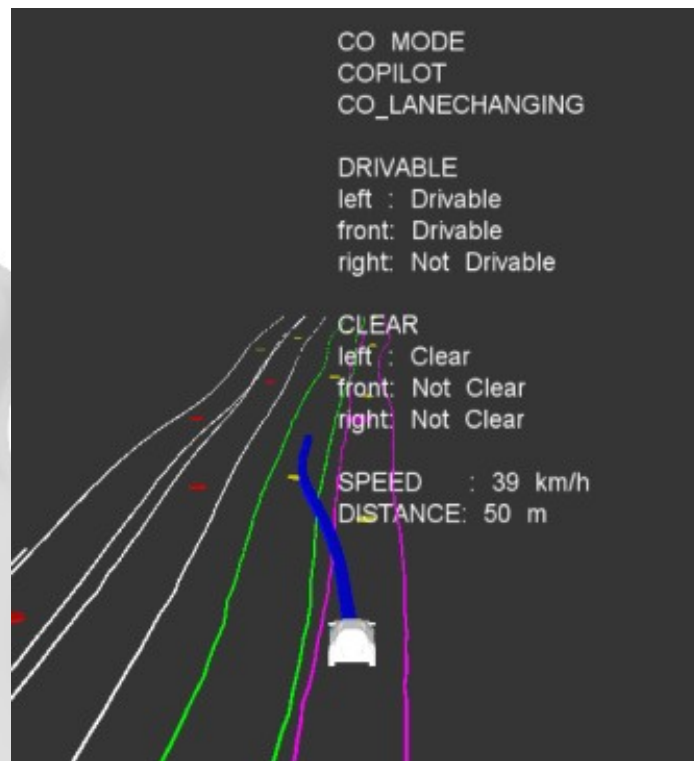 CO MODE
COPILOT
CO_LANECHANGING
DRIVABLE
left : Drivable
front: Drivable
right: Not Drivable
CLEAR
left : Clear
front: Not Clear
right: Not Clear
SPEED : 39 km/h
DISTANCE: 50 m